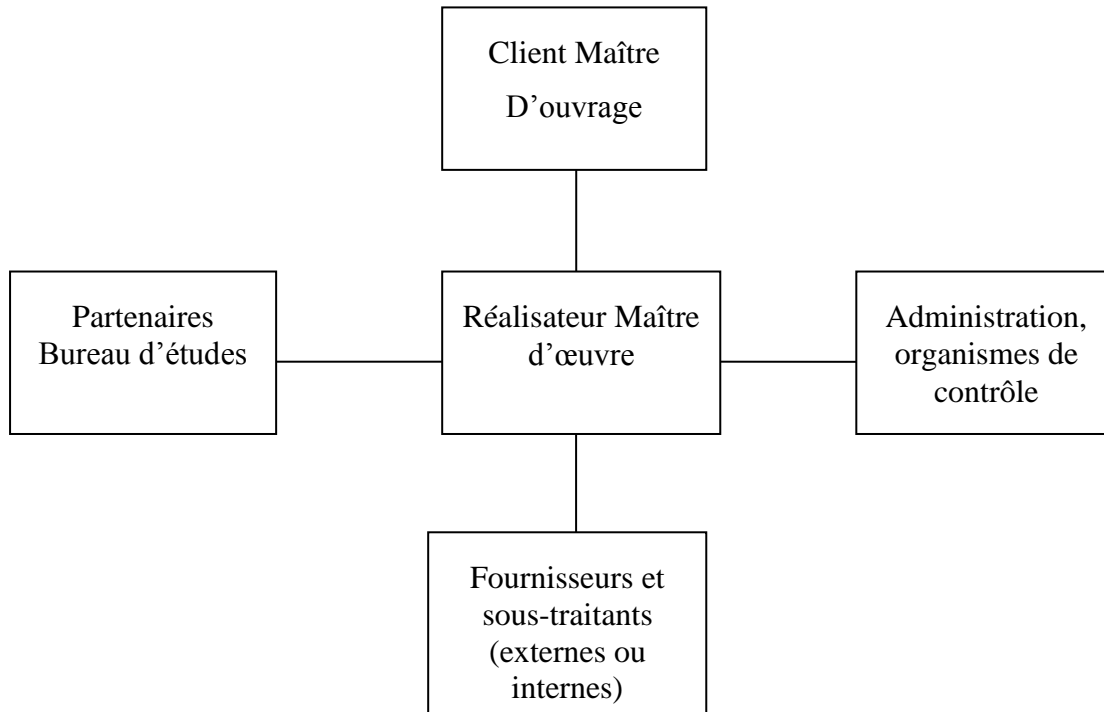 Client Maître
D’ouvrage
Partenaires
Bureau d’études
Réalisateur Maître
d’œuvre
Administration,
organismes de
contrôle
Fournisseurs et
sous-traitants
(externes ou
internes)